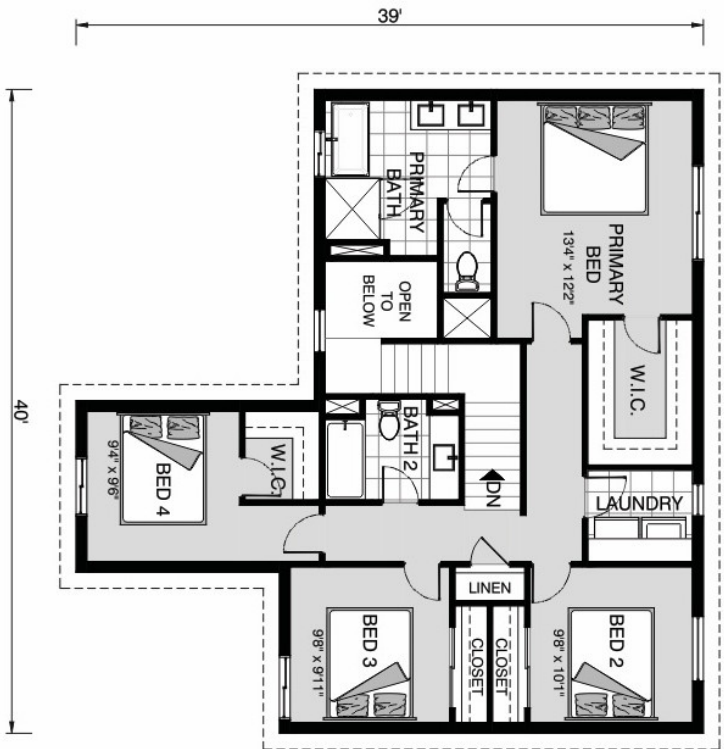 39'
40'
PRIMARY
BATH
PRIMARY
BED
13'4" x 12'2"
OPEN
TO
BELOW
W.I.C.
BATH 2
W.I.C.
BED 4
9'4" x 9'6"
DN
LAUNDRY
LINEN
BED 3
9'8" x 9'11"
CLOSET
CLOSET
BED 2
9'8" x 10'1"